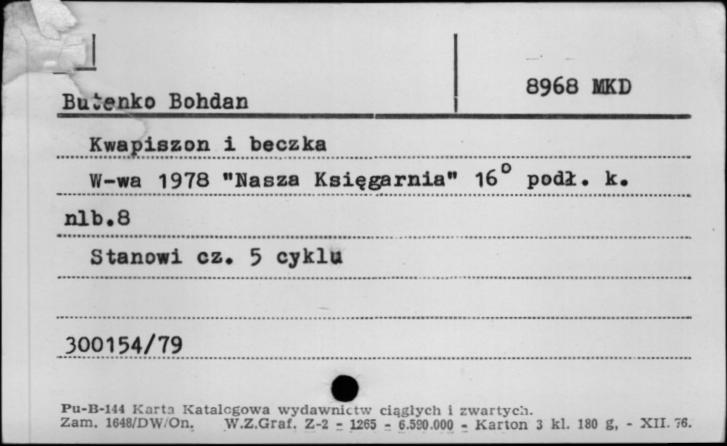 8968 MKD
Butenko Bohdan
Kwapiszon i beczka
W-wa 1978 "Nasza Księgarnia" 16° podł. k.
nlb.8
Stanowi cz. 5 cyklu
300154/79
Pu-B-144 Karta Katalogowa wydawnictw ciągłych i zwartych.
Zam. 1648/DW/On. W.Z.Graf. Z-2 - 1265 - 6.590.000 - Karton 3 kl. 180 g, - XII. 76.